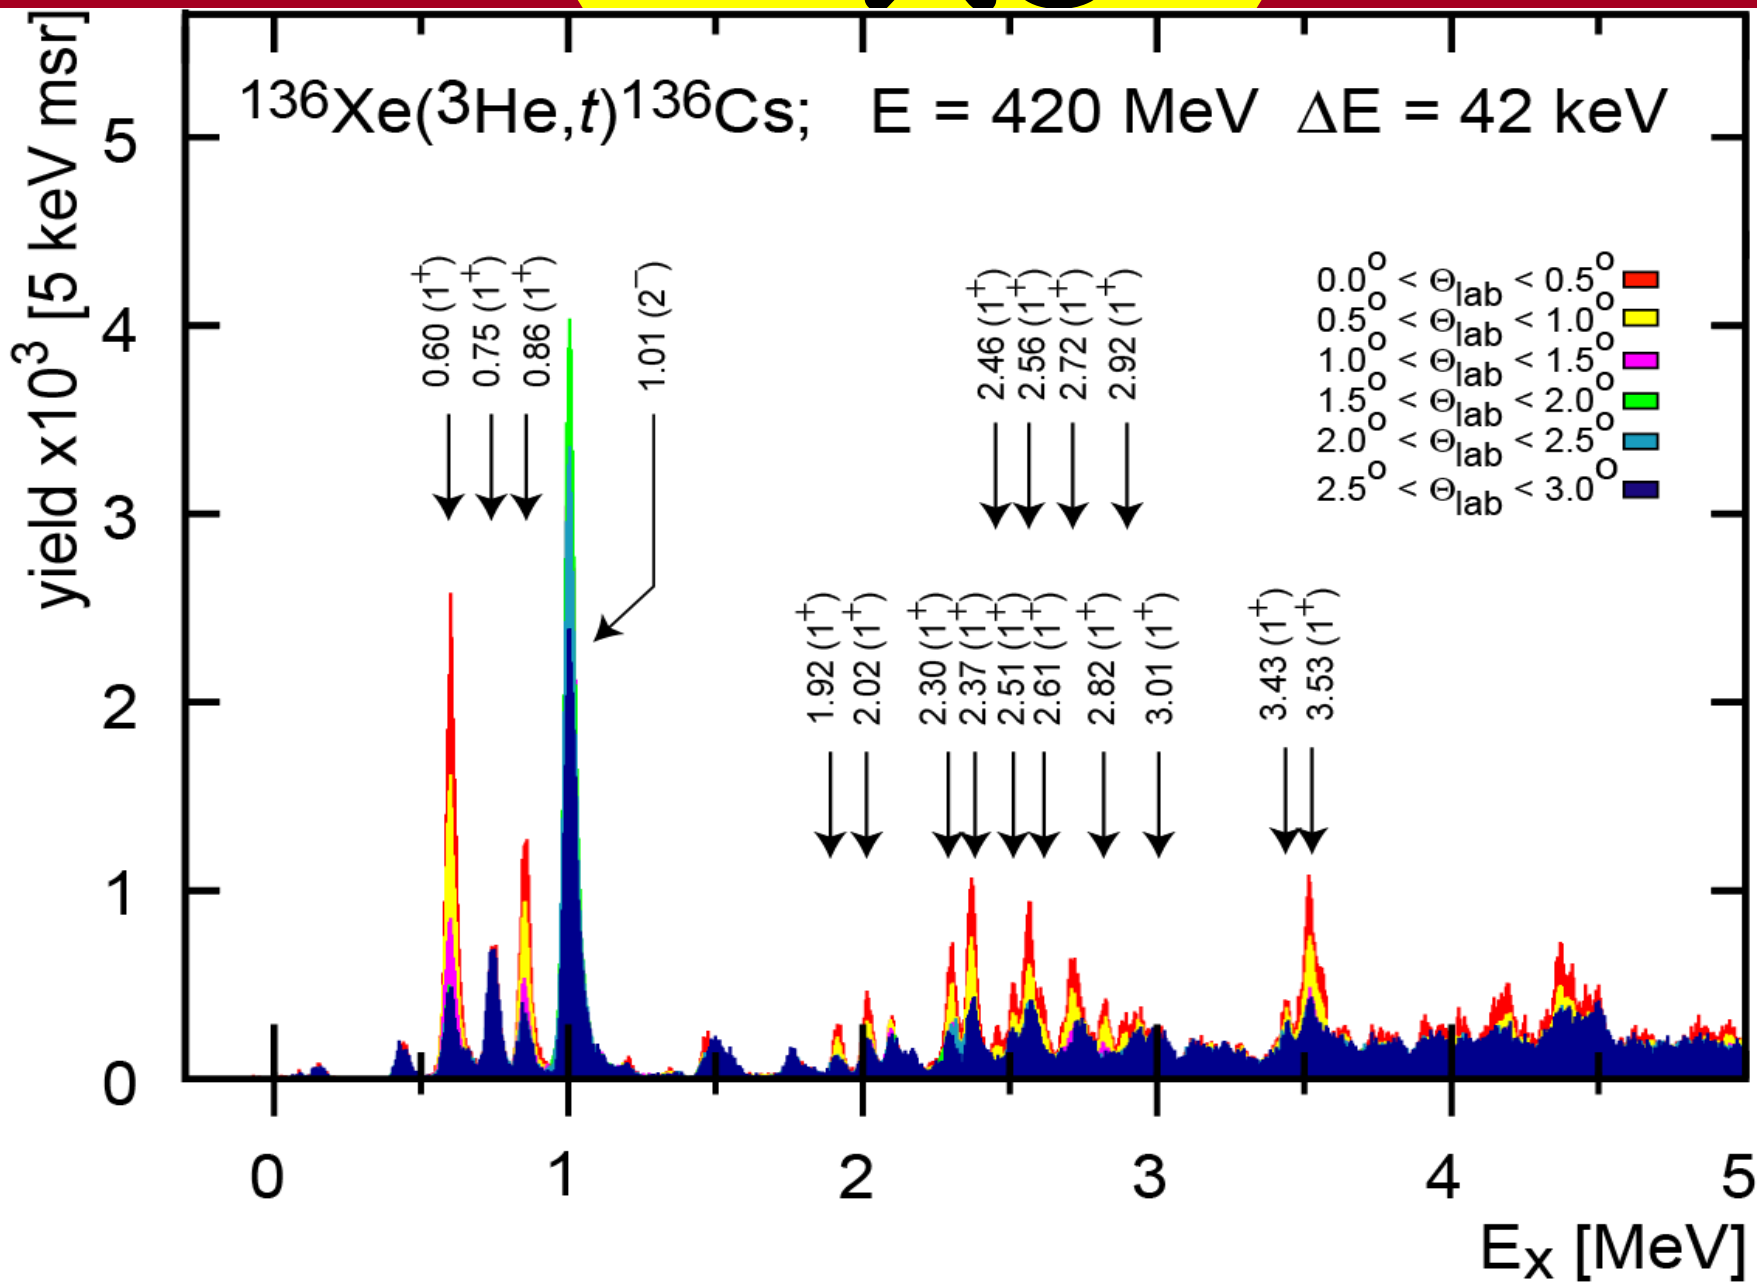 yield x10³ [5 keV msr]
¹³⁶Xe(³He,t)¹³⁶Cs; E = 420 MeV ΔE = 42 keV
5
4
3
2
1
0
0.60 (1⁺)
0.75 (1⁺)
0.86 (1⁺)
1.01 (2⁻)
2.46 (1⁺)
2.56 (1⁺)
2.72 (1⁺)
2.92 (1⁺)
0.0° < Θlab < 0.5°
0.5° < Θlab < 1.0°
1.0° < Θlab < 1.5°
1.5° < Θlab < 2.0°
2.0° < Θlab < 2.5°
2.5° < Θlab < 3.0°
1.92 (1⁺)
2.02 (1⁺)
2.30 (1⁺)
2.37 (1⁺)
2.51 (1⁺)
2.61 (1⁺)
2.82 (1⁺)
3.01 (1⁺)
3.43 (1⁺)
3.53 (1⁺)
0 1 2 3 4 5
Eₓ [MeV]